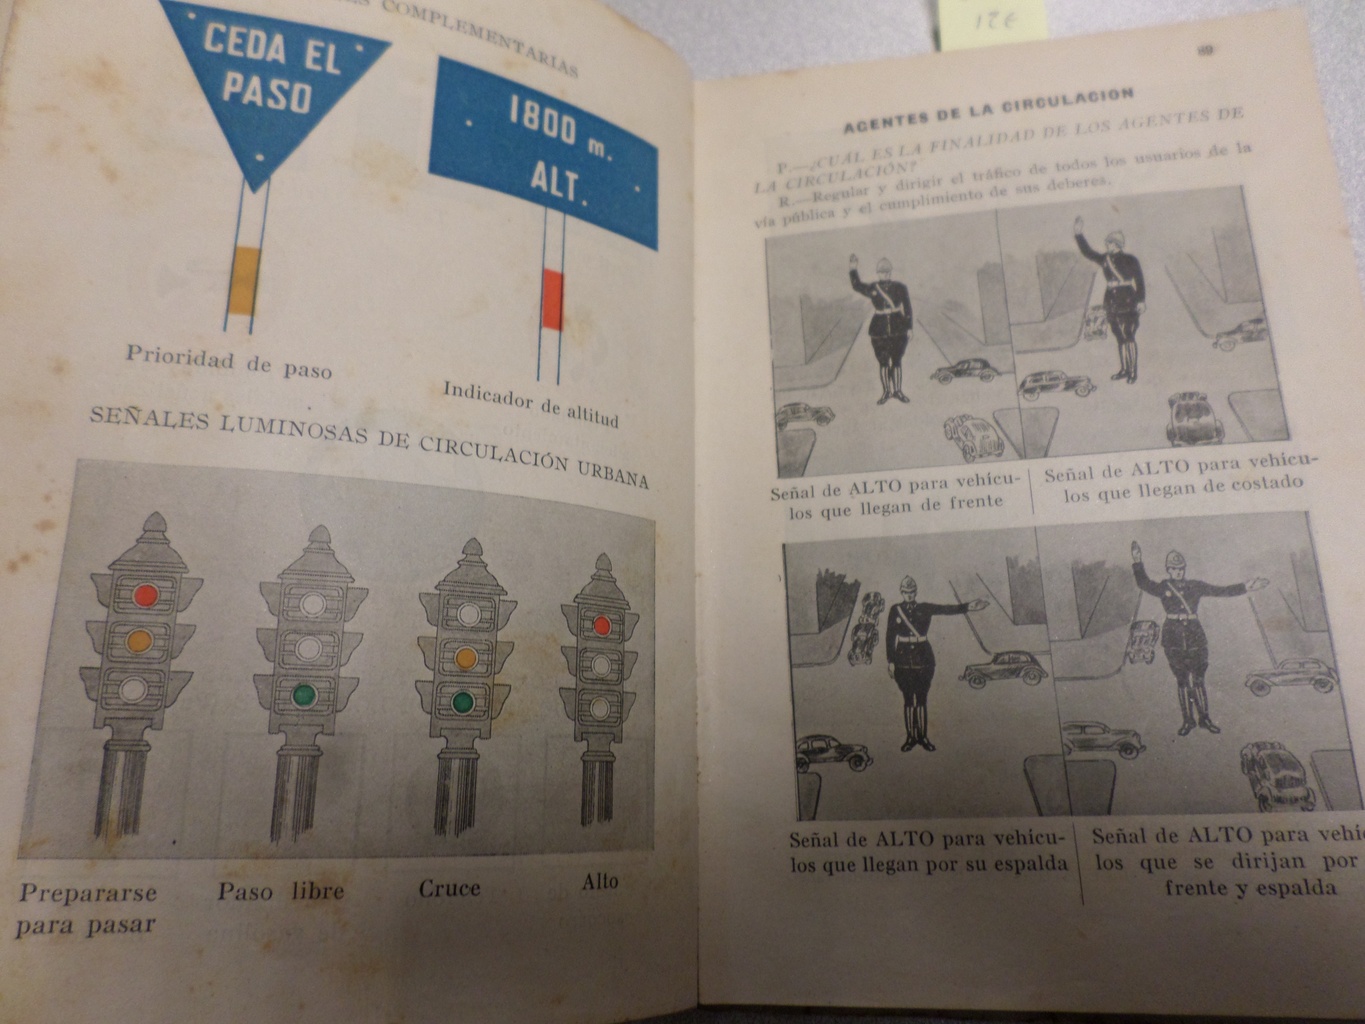 ES COMPLEMENTARIAS
CEDA EL
PASO
1800 m.
ALT.
Prioridad de paso
Indicador de altitud
SEÑALES LUMINOSAS DE CIRCULACIÓN URBANA
Prepararse
para pasar
Paso libre
Cruce
Alto
89
AGENTES DE LA CIRCULACION
P.—¿CUÁL ES LA FINALIDAD DE LOS AGENTES DE
LA CIRCULACIÓN?
R.—Regular y dirigir el tráfico de todos los usuarios de la
vía pública y el cumplimiento de sus deberes.
Señal de ALTO para vehícu-
los que llegan de frente
Señal de ALTO para vehícu-
los que llegan de costado
Señal de ALTO para vehícu-
los que llegan por su espalda
Señal de ALTO para vehíc
los que se dirijan por
frente y espalda